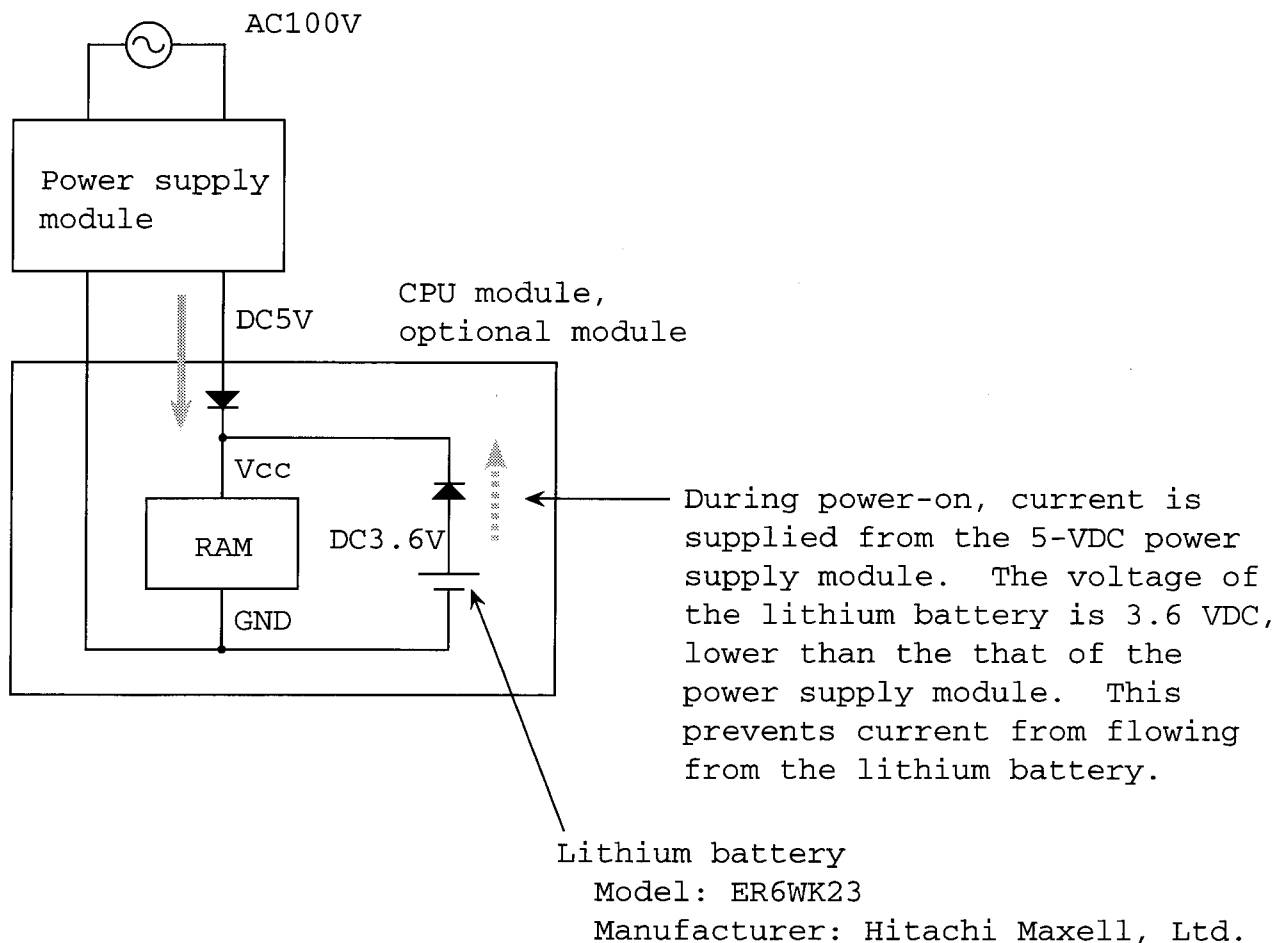 AC100V
Power supply
module
CPU module,
optional module
DC5V
Vcc
RAM
DC3.6V
GND
During power-on, current is
supplied from the 5-VDC power
supply module.  The voltage of
the lithium battery is 3.6 VDC,
lower than the that of the
power supply module.  This
prevents current from flowing
from the lithium battery.
Lithium battery
Model: ER6WK23
Manufacturer: Hitachi Maxell, Ltd.